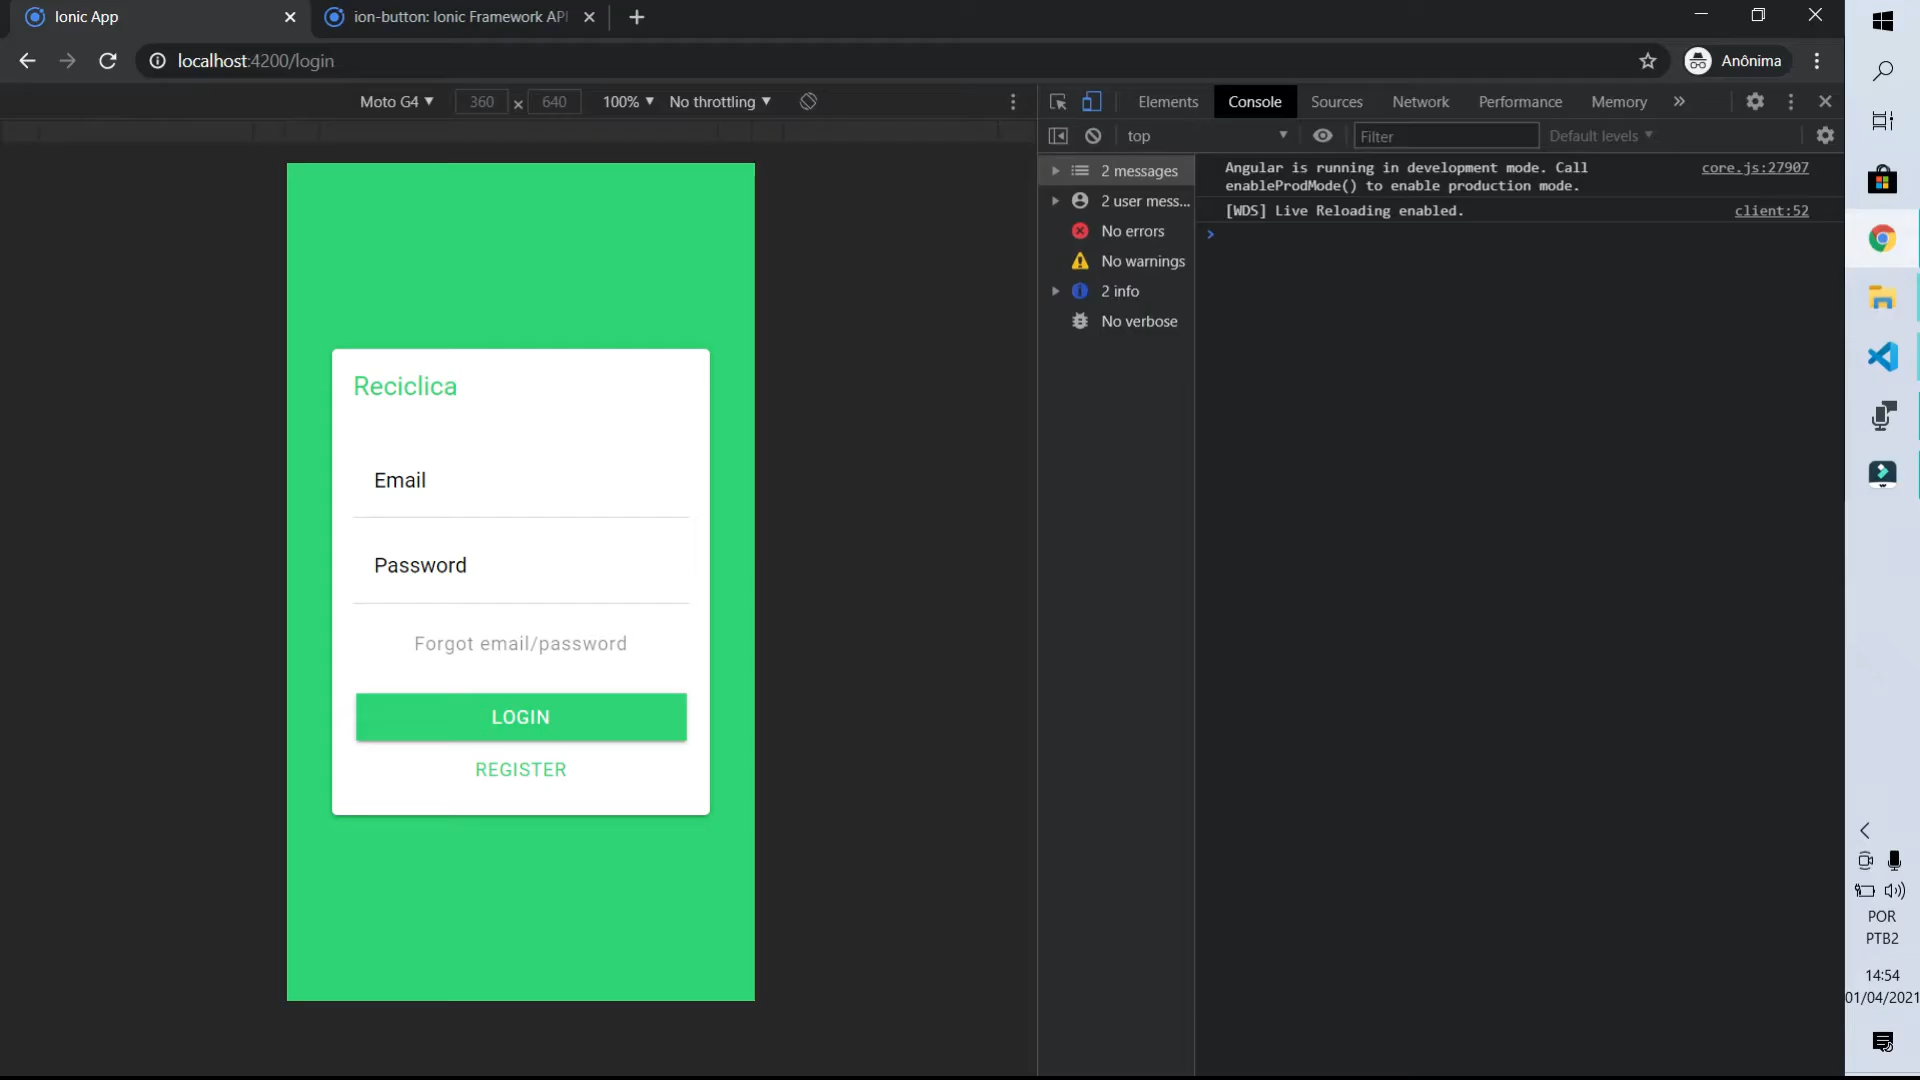 Ionic App
ion-button: Ionic Framework API
localhost:4200/login
Anônima
Moto G4
360 × 640
100%
No throttling
Elements
Console
Sources
Network
Performance
Memory
top
Filter
Default levels
2 messages
2 user mess...
No errors
No warnings
2 info
No verbose
Angular is running in development mode. Call
core.js:27907
enableProdMode() to enable production mode.
[WDS] Live Reloading enabled.
client:52
Reciclica
Email
Password
Forgot email/password
LOGIN
REGISTER
POR
PTB2
14:54
01/04/2021